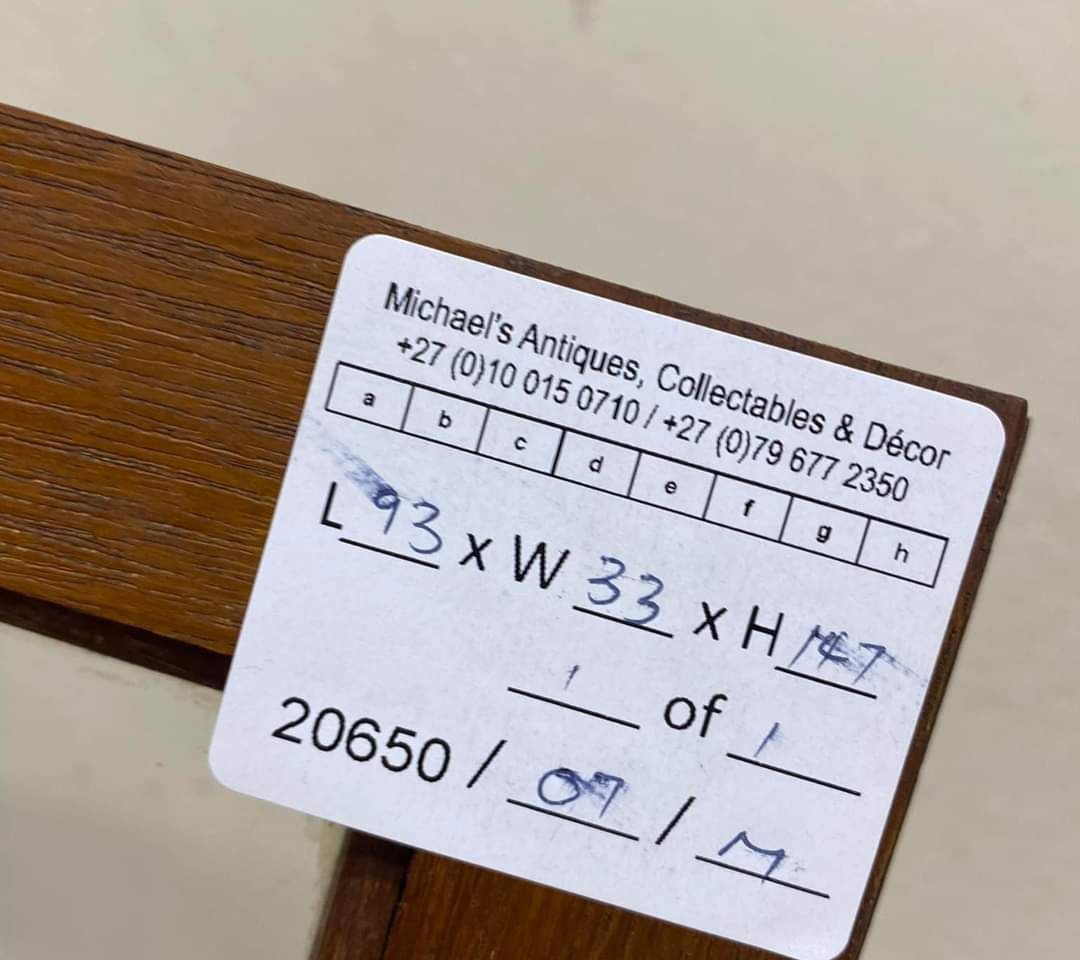 Michael's Antiques, Collectables & Décor
+27 (0)10 015 0710 / +27 (0)79 677 2350
a b c d e f g h
L 93 x W 33 x H
1 of 1
20650 / 07 / M